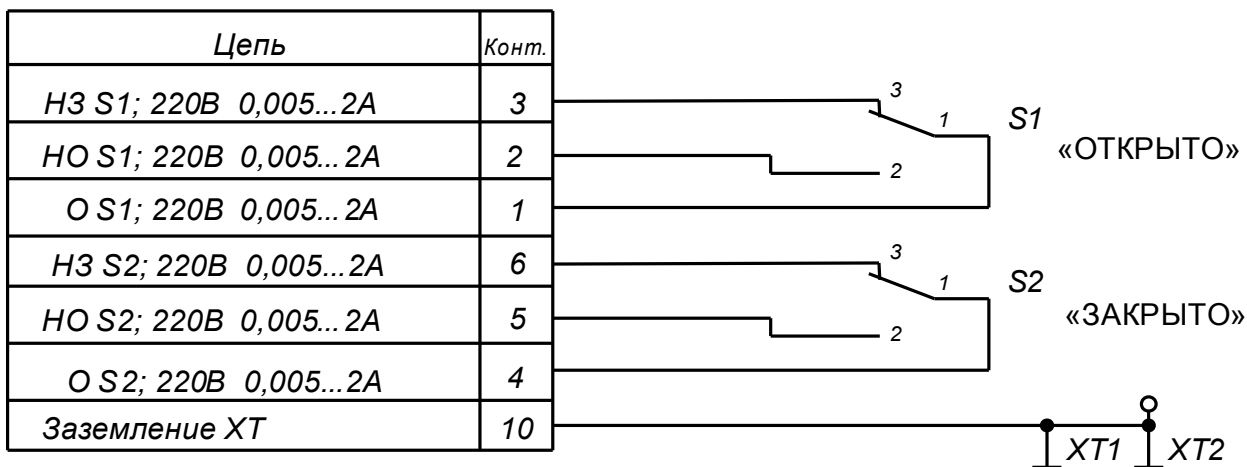 Цепь Конт.
НЗ S1; 220В 0,005...2А 3
НО S1; 220В 0,005...2А 2
О S1; 220В 0,005...2А 1
НЗ S2; 220В 0,005...2А 6
НО S2; 220В 0,005...2А 5
О S2; 220В 0,005...2А 4
Заземление ХТ 10
3
1
2
S1
«ОТКРЫТО»
3
1
2
S2
«ЗАКРЫТО»
ХТ1
ХТ2